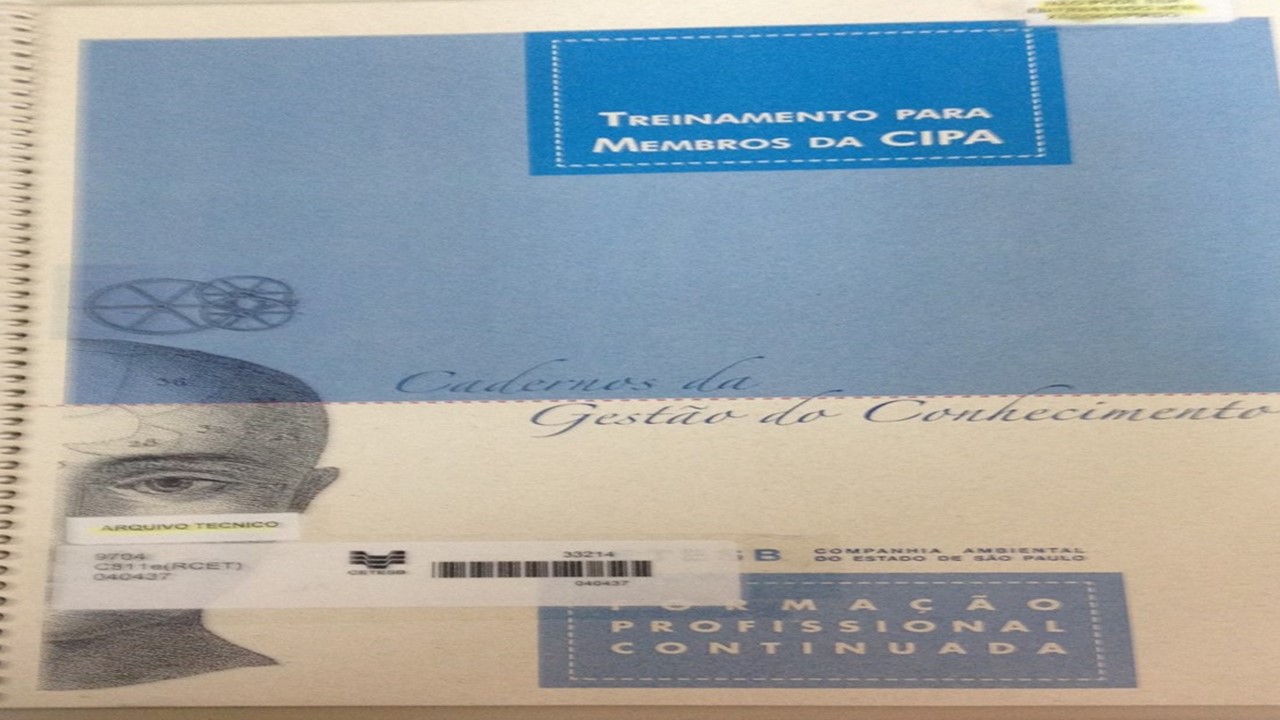 TREINAMENTO PARA
MEMBROS DA CIPA
Cadernos da
Gestão do Conhecimento
36
ARQUIVO TECNICO
9704
C511e(RCET)
040437
CETESB
33214
040437
COMPANHIA AMBIENTAL
DO ESTADO DE SÃO PAULO
FORMAÇÃO
PROFISSIONAL
CONTINUADA